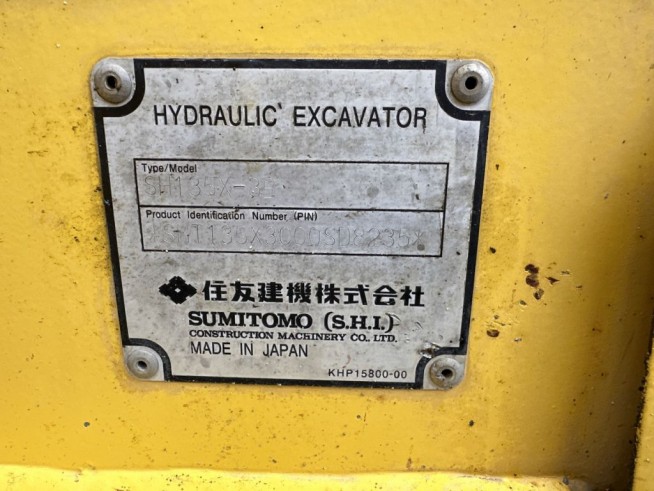 HYDRAULIC EXCAVATOR
Type/Model
Product Identification Number (PIN)
住友建機株式会社
SUMITOMO (S.H.I.)
CONSTRUCTION MACHINERY CO., LTD.
MADE IN JAPAN
KHP15800-00